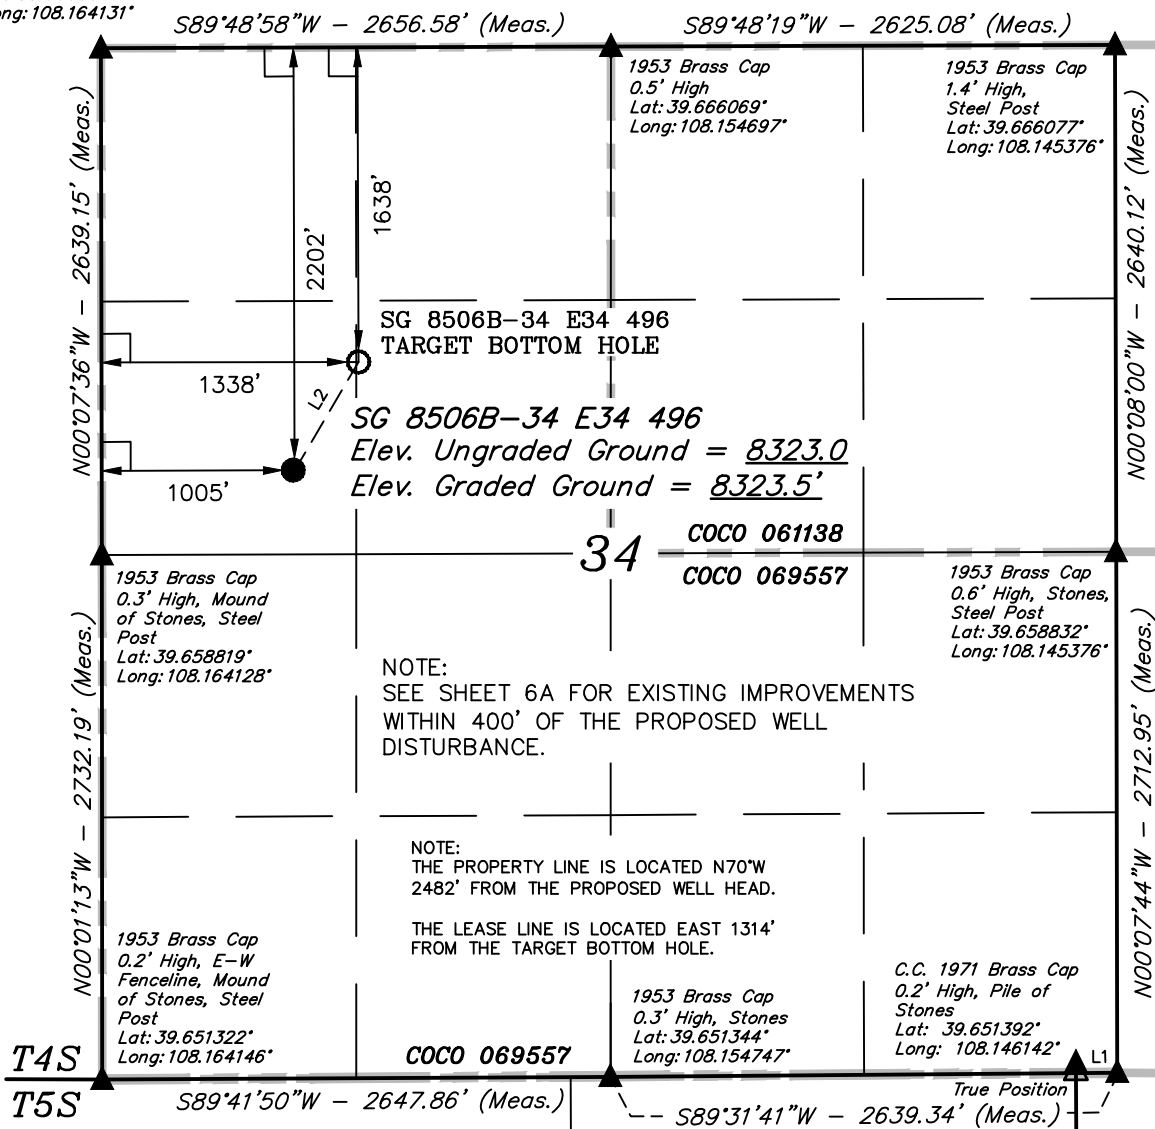 ong: 108.164131°
S89°48'58"W - 2656.58' (Meas.)
S89°48'19"W - 2625.08' (Meas.)
1953 Brass Cap
0.5' High
Lat: 39.666069°
Long: 108.154697°
1953 Brass Cap
1.4' High,
Steel Post
Lat: 39.666077°
Long: 108.145376°
N00°07'36"W - 2639.15' (Meas.)
N00°08'00"W - 2640.12' (Meas.)
1638'
2202'
SG 8506B-34 E34 496
TARGET BOTTOM HOLE
1338'
L2
SG 8506B-34 E34 496
Elev. Ungraded Ground = 8323.0
Elev. Graded Ground = 8323.5'
1005'
COCO 061138
34
COCO 069557
1953 Brass Cap
0.3' High, Mound
of Stones, Steel
Post
Lat: 39.658819°
Long: 108.164128°
1953 Brass Cap
0.6' High, Stones,
Steel Post
Lat: 39.658832°
Long: 108.145376°
NOTE:
SEE SHEET 6A FOR EXISTING IMPROVEMENTS
WITHIN 400' OF THE PROPOSED WELL
DISTURBANCE.
N00°01'13"W - 2732.19' (Meas.)
N00°07'44"W - 2712.95' (Meas.)
NOTE:
THE PROPERTY LINE IS LOCATED N70°W
2482' FROM THE PROPOSED WELL HEAD.
THE LEASE LINE IS LOCATED EAST 1314'
FROM THE TARGET BOTTOM HOLE.
1953 Brass Cap
0.2' High, E-W
Fenceline, Mound
of Stones, Steel
Post
Lat: 39.651322°
Long: 108.164146°
COCO 069557
1953 Brass Cap
0.3' High, Stones
Lat: 39.651344°
Long: 108.154747°
C.C. 1971 Brass Cap
0.2' High, Pile of
Stones
Lat: 39.651392°
Long: 108.146142°
L1
T4S
T5S
True Position
S89°41'50"W - 2647.86' (Meas.)
S89°31'41"W - 2639.34' (Meas.)